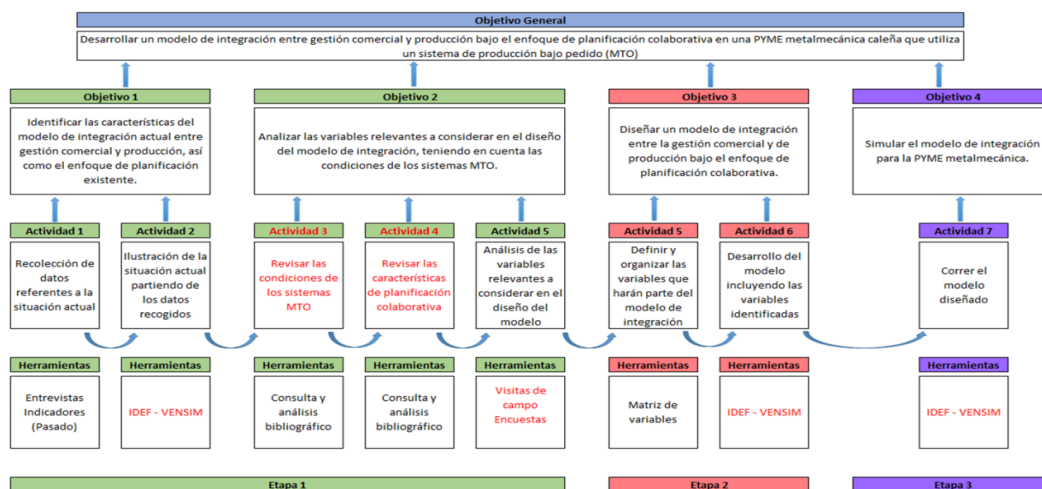 Objetivo General
Desarrollar un modelo de integración entre gestión comercial y producción bajo el enfoque de planificación colaborativa en una PYME metalmecánica caleña que utiliza
un sistema de producción bajo pedido (MTO)
Objetivo 1
Identificar las características del
modelo de integración actual entre
gestión comercial y producción, así
como el enfoque de planificación
existente.
Objetivo 2
Analizar las variables relevantes a considerar en el diseño
del modelo de integración, teniendo en cuenta las
condiciones de los sistemas MTO.
Objetivo 3
Diseñar un modelo de integración
entre la gestión comercial y de
producción bajo el enfoque de
planificación colaborativa.
Objetivo 4
Simular el modelo de integración
para la PYME metalmecánica.
Actividad 1
Recolección de
datos
referentes a la
situación actual
Actividad 2
Ilustración de la
situación actual
partiendo de
los datos
recogidos
Actividad 3
Revisar las
condiciones de
los sistemas
MTO
Actividad 4
Revisar las
características
de planificación
colaborativa
Actividad 5
Análisis de las
variables
relevantes a
considerar en el
diseño del
modelo
Actividad 5
Definir y
organizar las
variables que
harán parte del
modelo de
integración
Actividad 6
Desarrollo del
modelo
incluyendo las
variables
identificadas
Actividad 7
Correr el
modelo
diseñado
Herramientas
Entrevistas
Indicadores
(Pasado)
Herramientas
IDEF - VENSIM
Herramientas
Consulta y
análisis
bibliográfico
Herramientas
Consulta y
análisis
bibliográfico
Herramientas
Visitas de
campo
Encuestas
Herramientas
Matriz de
variables
Herramientas
IDEF - VENSIM
Herramientas
IDEF - VENSIM
Etapa 1
Etapa 2
Etapa 3